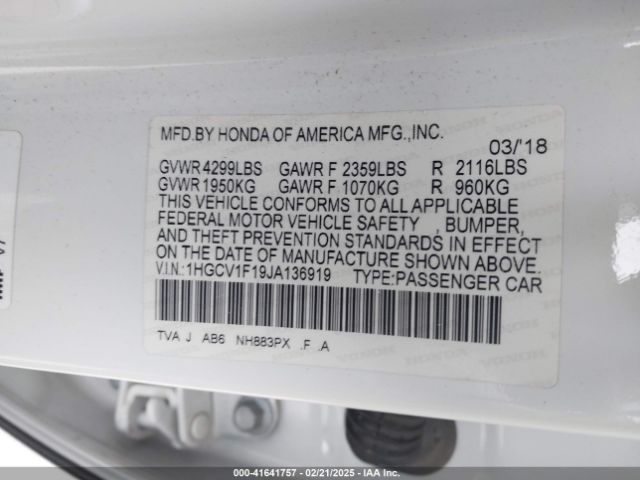 MFD.BY HONDA OF AMERICA MFG.,INC.
03/'18
GVWR 4299LBS GAWR F 2359LBS R 2116LBS
GVWR 1950KG GAWR F 1070KG R 960KG
THIS VEHICLE CONFORMS TO ALL APPLICABLE
FEDERAL MOTOR VEHICLE SAFETY , BUMPER,
AND THEFT PREVENTION STANDARDS IN EFFECT
ON THE DATE OF MANUFACTURE SHOWN ABOVE.
V.I.N.: 1HGCV1F19JA136919 TYPE:PASSENGER CAR
TVA J AB6 NH883PX .F .A
000-41641757 - 02/21/2025 - IAA Inc.